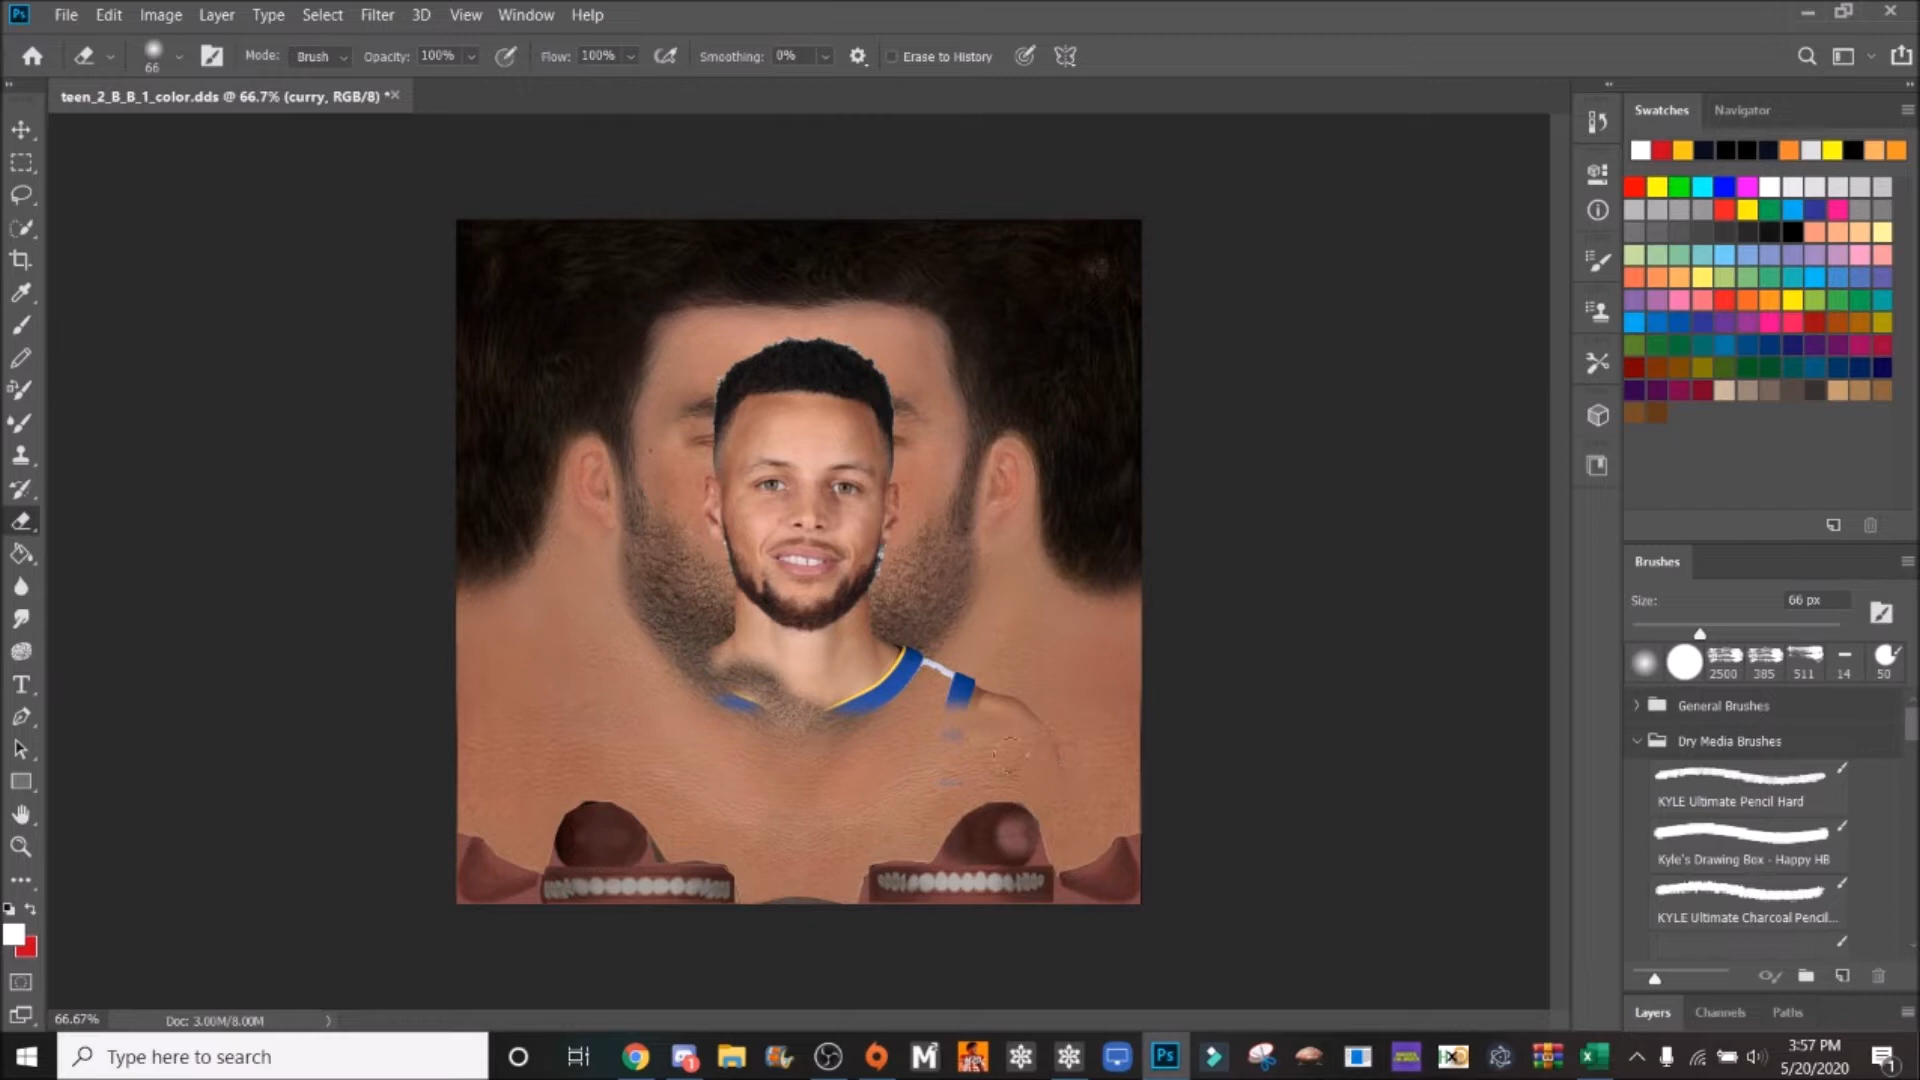 Ps File Edit Image Layer Type Select Filter 3D View Window Help
66 Mode: Brush Opacity: 100% Flow: 100% Smoothing: 0% Erase to History
teen_2_B_B_1_color.dds @ 66.7% (curry, RGB/8) *
Swatches Navigator
Brushes
Size: 66 px
2500 385 511 14 50
General Brushes
Dry Media Brushes
KYLE Ultimate Pencil Hard
Kyle's Drawing Box - Happy HB
KYLE Ultimate Charcoal Pencil...
Layers Channels Paths
66.67% Doc: 3.00M/8.00M
Type here to search
Ps
3:57 PM
5/20/2020
1